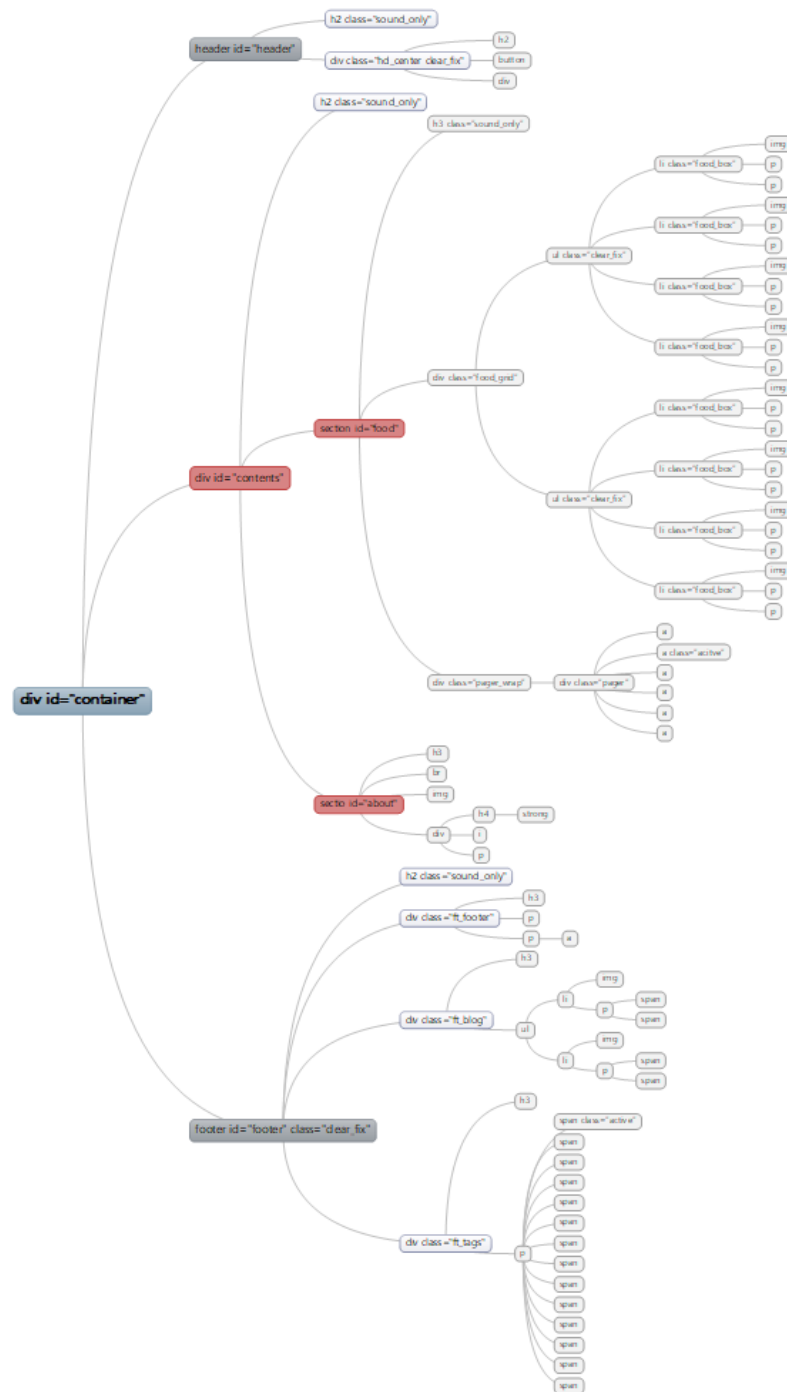 h2 class="sound_only"
header id="header"
div class="hd_center clear_fix"
h2
button
div
h2 class="sound_only"
h3 class="sound_only"
img
li class="food_box"
p
p
img
li class="food_box"
p
p
ul class="clear_fix"
img
li class="food_box"
p
p
img
li class="food_box"
p
p
div class="food_grid"
img
li class="food_box"
p
p
section id="food"
img
li class="food_box"
p
p
div id="contents"
ul class="clear_fix"
img
li class="food_box"
p
p
img
li class="food_box"
p
p
a
a class="acitve"
a
div class="pager_wrap"
div class="pager"
a
a
a
div id="container"
h3
br
img
sectio id="about"
h4
strong
div
i
p
h2 class="sound_only"
h3
div class="ft_footer"
p
p
a
h3
img
li
span
p
span
div class="ft_blog"
ul
img
li
span
p
span
h3
footer id="footer" class="clear_fix"
span class="active"
span
span
span
span
span
span
div class="ft_tags"
p
span
span
span
span
span
span
span